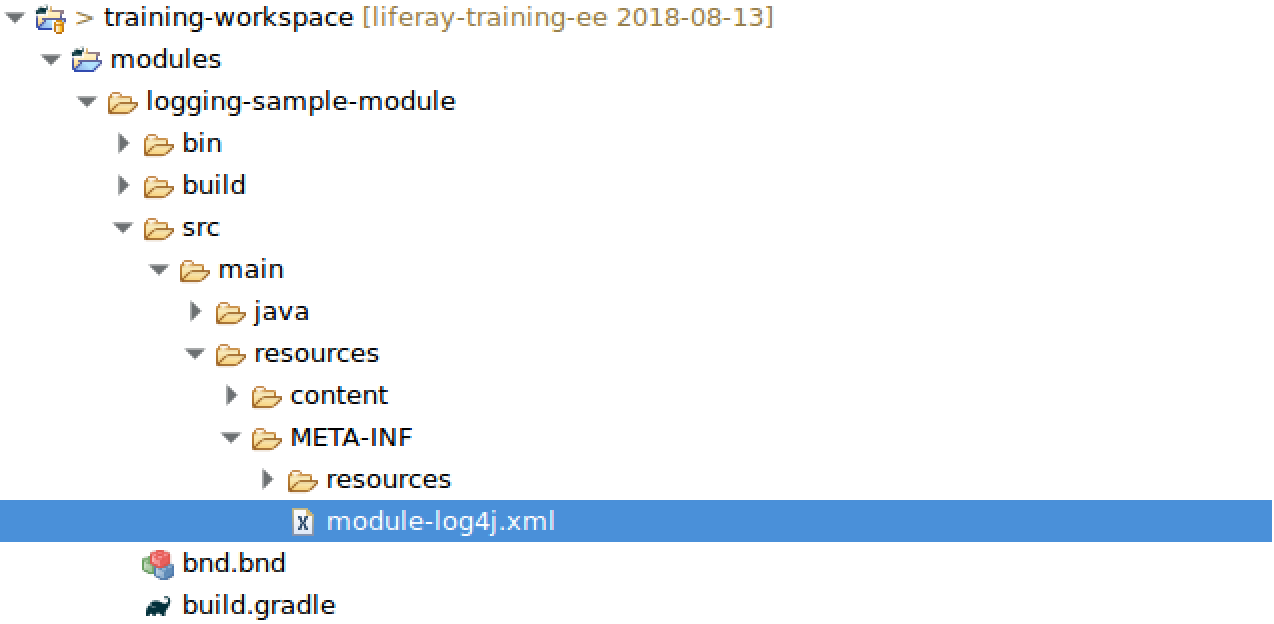 > training-workspace [liferay-training-ee 2018-08-13]
modules
logging-sample-module
bin
build
src
main
java
resources
content
META-INF
resources
module-log4j.xml
bnd.bnd
build.gradle